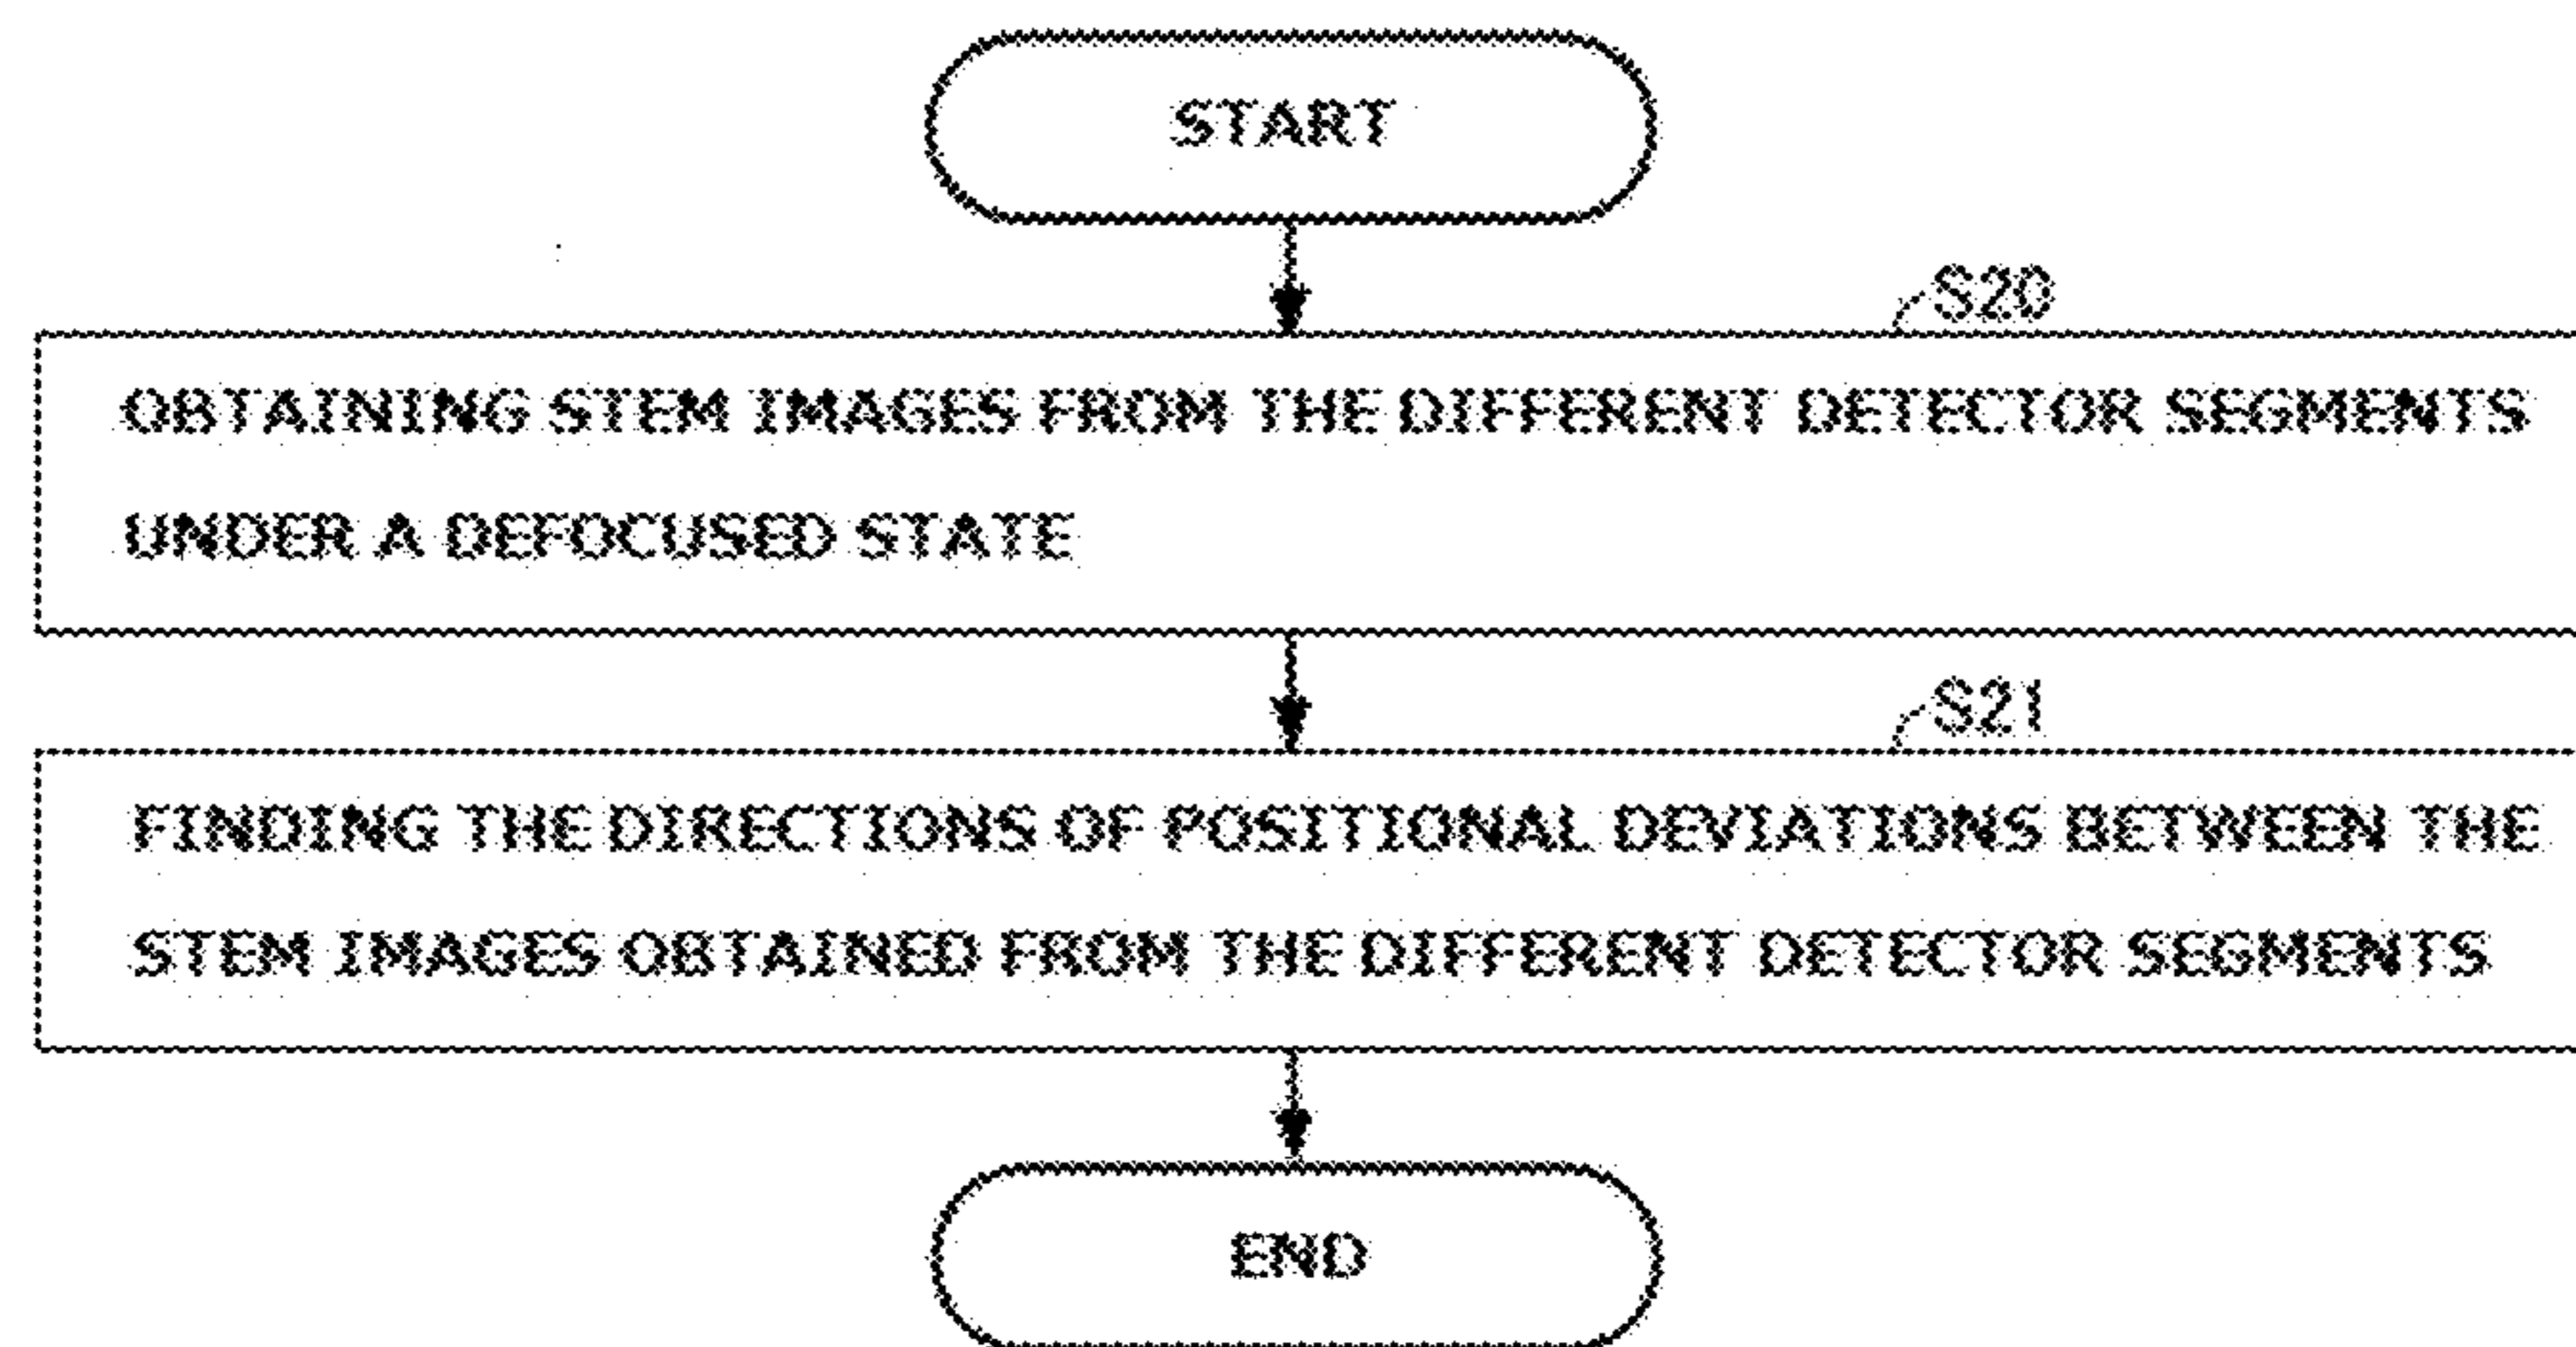 START
S20
OBTAINING STEM IMAGES FROM THE DIFFERENT DETECTOR SEGMENTS
UNDER A DEFOCUSED STATE
S21
FINDING THE DIRECTIONS OF POSITIONAL DEVIATIONS BETWEEN THE
STEM IMAGES OBTAINED FROM THE DIFFERENT DETECTOR SEGMENTS
END